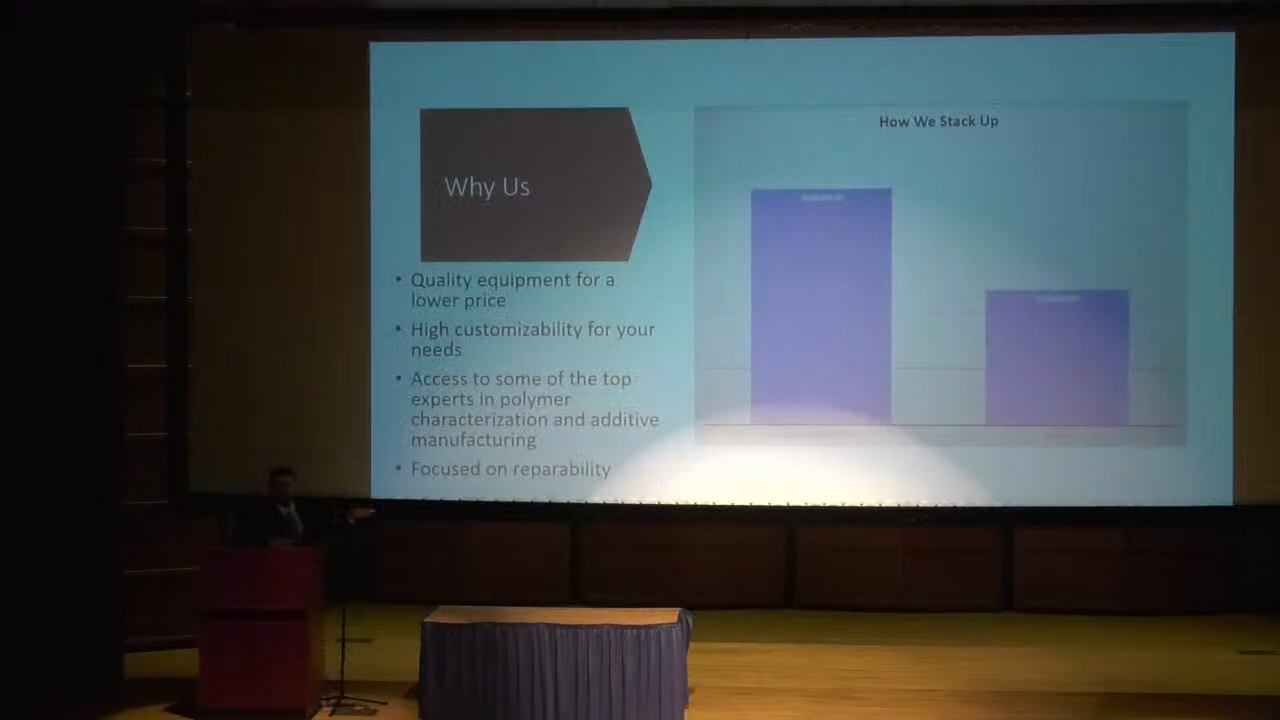 Why Us
• Quality equipment for a
lower price
• High customizability for your
needs
• Access to some of the top
experts in polymer
characterization and additive
manufacturing
• Focused on reparability
How We Stack Up